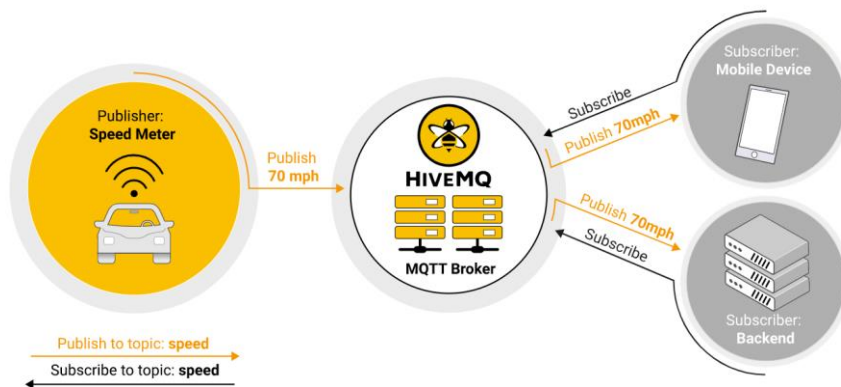 Publisher:
Speed Meter
Publish
70 mph
HIVEMQ
MQTT Broker
Subscribe
Publish 70mph
Subscriber:
Mobile Device
Publish 70mph
Subscribe
Subscriber:
Backend
Publish to topic: speed
Subscribe to topic: speed